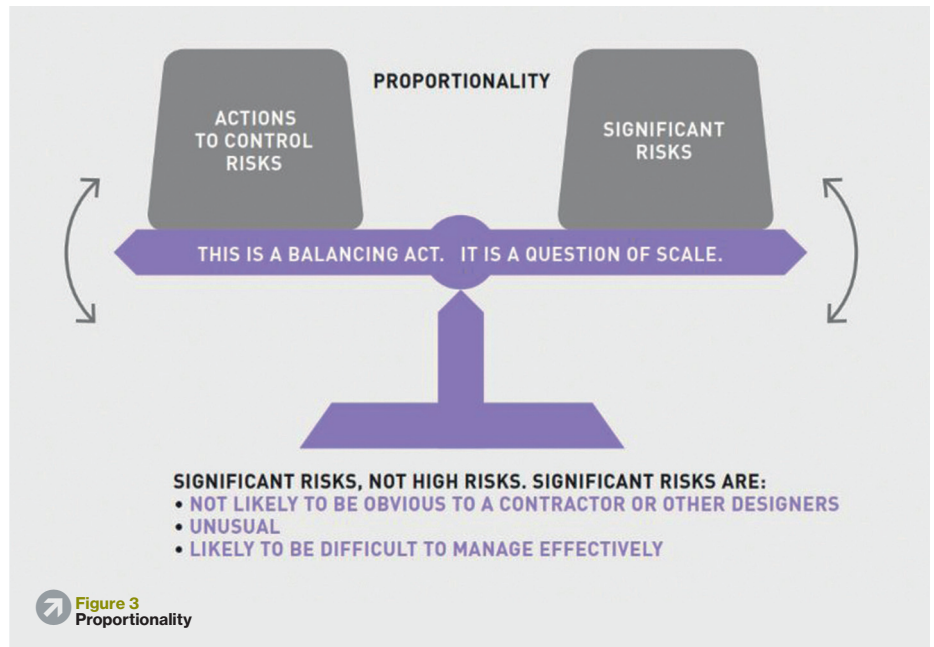 PROPORTIONALITY
ACTIONS
TO CONTROL
RISKS
SIGNIFICANT
RISKS
THIS IS A BALANCING ACT. IT IS A QUESTION OF SCALE.
SIGNIFICANT RISKS, NOT HIGH RISKS. SIGNIFICANT RISKS ARE:
• NOT LIKELY TO BE OBVIOUS TO A CONTRACTOR OR OTHER DESIGNERS
• UNUSUAL
• LIKELY TO BE DIFFICULT TO MANAGE EFFECTIVELY
Figure 3
Proportionality